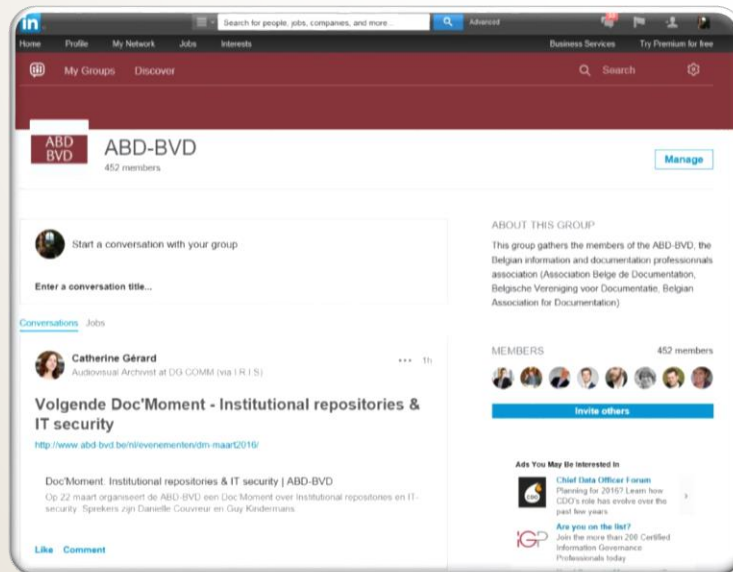 in
Search for people, jobs, companies, and more...
Advanced
Home Profile My Network Jobs Interests
Business Services Try Premium for free
My Groups Discover
Search
ABD
BVD
ABD-BVD
452 members
Manage
Start a conversation with your group
Enter a conversation title...
Conversations Jobs
Catherine Gérard
Audiovisual Archivist at DG COMM (via I.R.I.S)
1h
Volgende Doc'Moment - Institutional repositories &
IT security
http://www.abd-bvd.be/nl/evenementen/dm-maart2016/
Doc'Moment: Institutional repositories & IT security | ABD-BVD
Op 22 maart organiseert de ABD-BVD een Doc'Moment over Institutional repositories en IT-
security. Sprekers zijn Danielle Couvreur en Guy Kindermans.
Like Comment
ABOUT THIS GROUP
This group gathers the members of the ABD-BVD, the
Belgian information and documentation professionnals
association (Association Belge de Documentation,
Belgische Vereniging voor Documentatie, Belgian
Association for Documentation)
MEMBERS 452 members
Invite others
Ads You May Be Interested In
CDO
Chief Data Officer Forum
Planning for 2016? Learn how
CDO's role has evolve over the
past few years
IGP
Are you on the list?
Join the more than 200 Certified
Information Governance
Professionals today